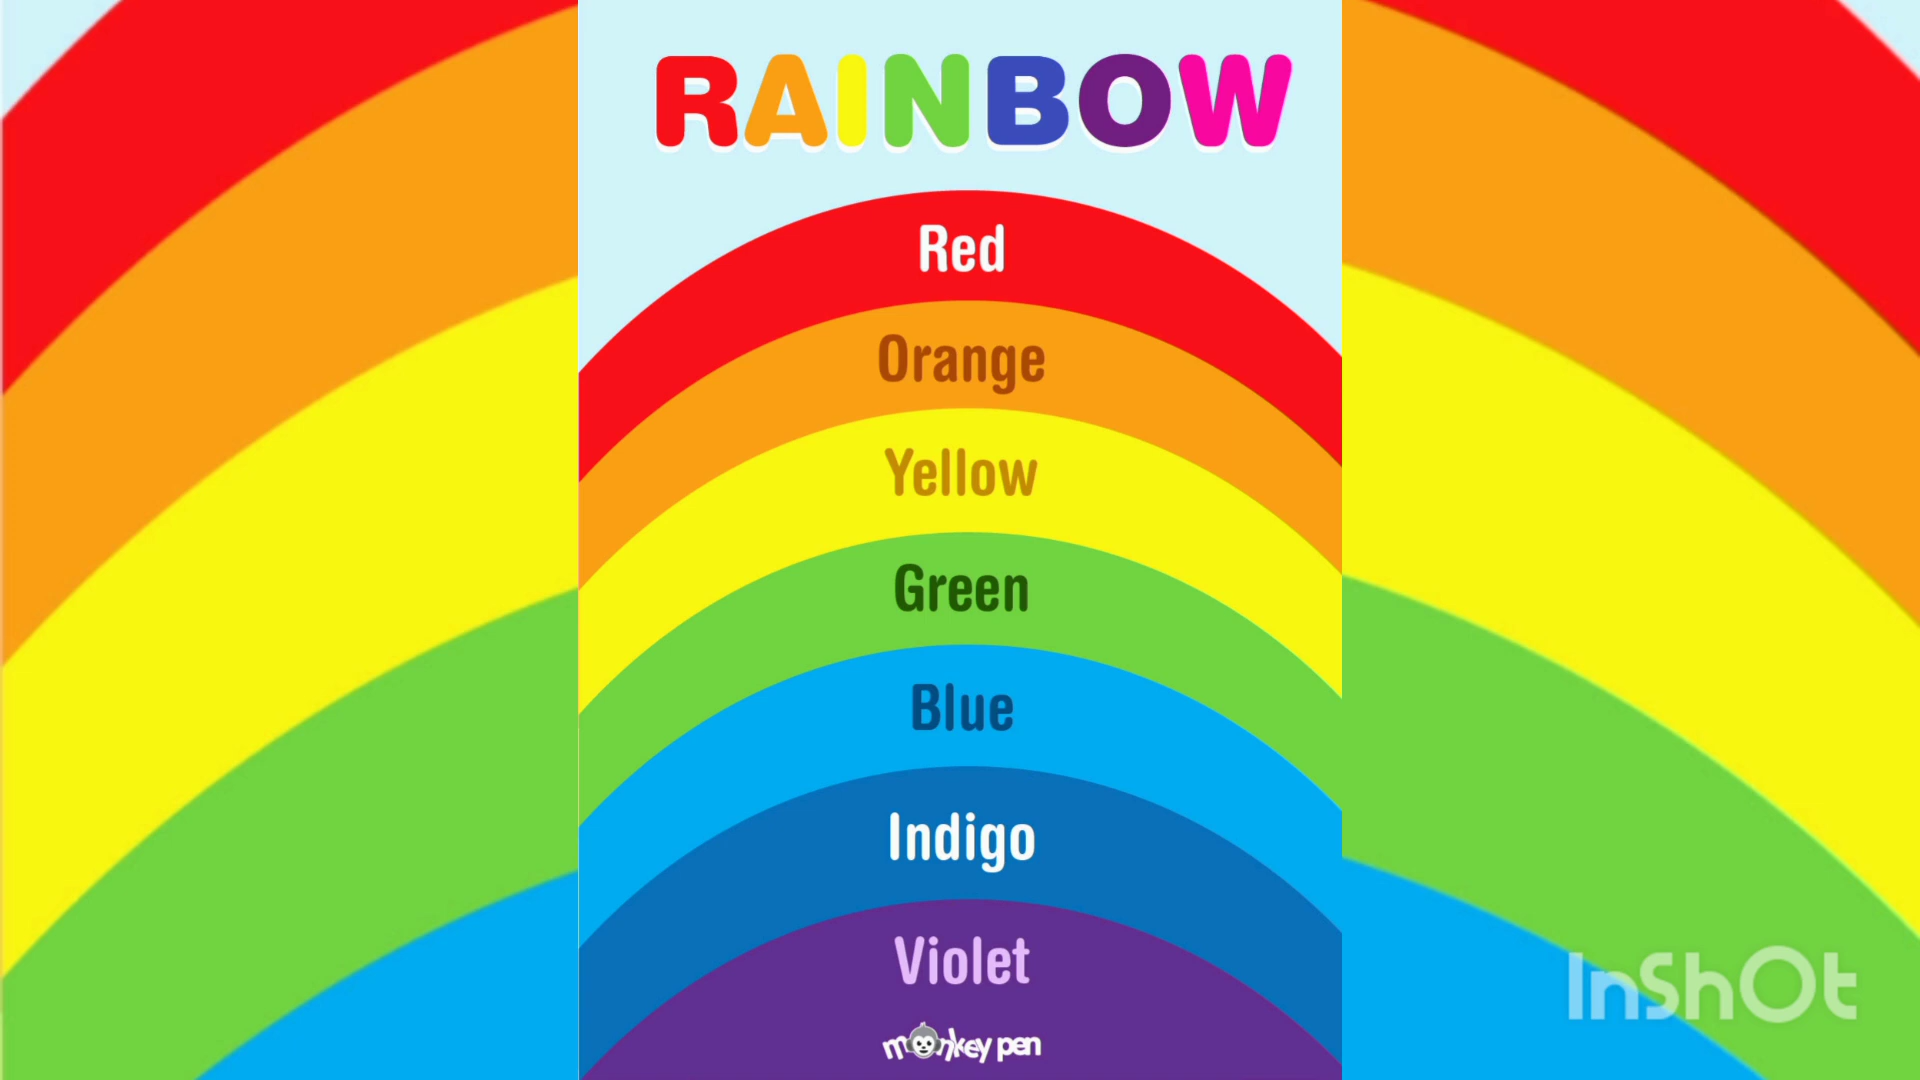 RAINBOW
Red
Orange
Yellow
Green
Blue
Indigo
Violet
monkey pen
InShOt